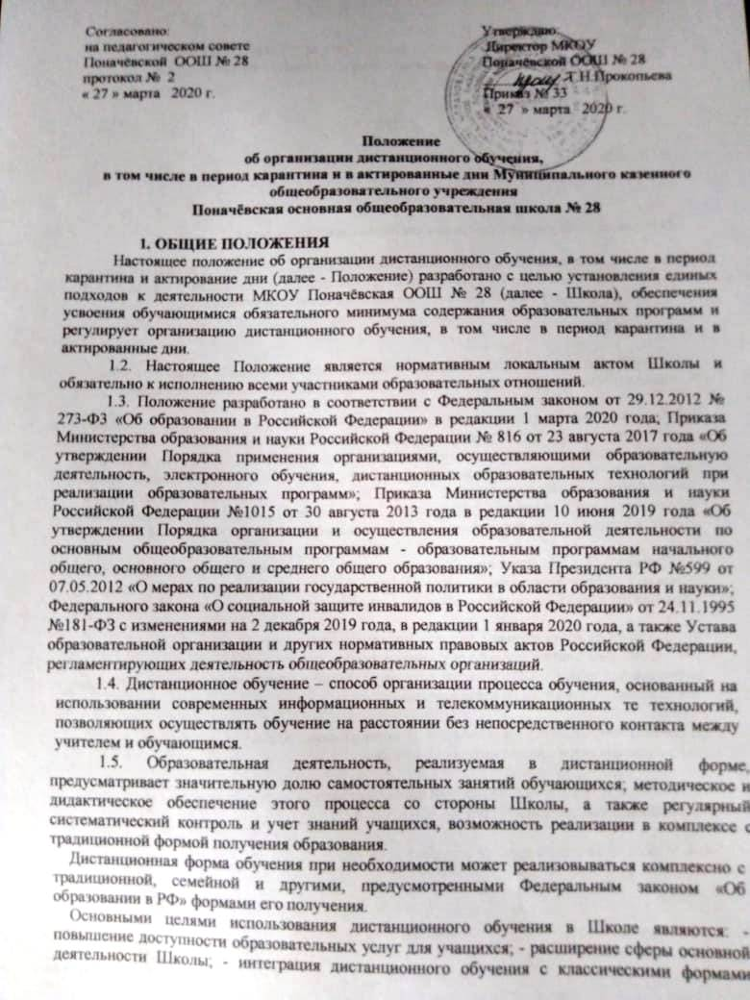 Согласовано:
на педагогическом совете
Поначёвской ООШ № 28
протокол № 2
« 27 » марта 2020 г.
Утверждаю:
Директор МКОУ
Поначёвской ООШ № 28
Т.Н.Прокопьева
Приказ № 33
« 27 » марта 2020 г.
Положение
об организации дистанционного обучения,
в том числе в период карантина и в актированные дни Муниципального казенного
общеобразовательного учреждения
Поначёвская основная общеобразовательная школа № 28
1. ОБЩИЕ ПОЛОЖЕНИЯ
Настоящее положение об организации дистанционного обучения, в том числе в период
карантина и актирование дни (далее - Положение) разработано с целью установления единых
подходов к деятельности МКОУ Поначёвская ООШ № 28 (далее - Школа), обеспечения
усвоения обучающимися обязательного минимума содержания образовательных программ и
регулирует организацию дистанционного обучения, в том числе в период карантина и в
актированные дни.
1.2. Настоящее Положение является нормативным локальным актом Школы и
обязательно к исполнению всеми участниками образовательных отношений.
1.3. Положение разработано в соответствии с Федеральным законом от 29.12.2012 №
273-ФЗ «Об образовании в Российской Федерации» в редакции 1 марта 2020 года; Приказа
Министерства образования и науки Российской Федерации № 816 от 23 августа 2017 года «Об
утверждении Порядка применения организациями, осуществляющими образовательную
деятельность, электронного обучения, дистанционных образовательных технологий при
реализации образовательных программ»; Приказа Министерства образования и науки
Российской Федерации №1015 от 30 августа 2013 года в редакции 10 июня 2019 года «Об
утверждении Порядка организации и осуществления образовательной деятельности по
основным общеобразовательным программам - образовательным программам начального
общего, основного общего и среднего общего образования»; Указа Президента РФ №599 от
07.05.2012 «О мерах по реализации государственной политики в области образования и науки»;
Федерального закона «О социальной защите инвалидов в Российской Федерации» от 24.11.1995
№181-ФЗ с изменениями на 2 декабря 2019 года, в редакции 1 января 2020 года, а также Устава
образовательной организации и других нормативных правовых актов Российской Федерации,
регламентирующих деятельность общеобразовательных организаций.
1.4. Дистанционное обучение – способ организации процесса обучения, основанный на
использовании современных информационных и телекоммуникационных те технологий,
позволяющих осуществлять обучение на расстоянии без непосредственного контакта между
учителем и обучающимся.
1.5. Образовательная деятельность, реализуемая в дистанционной форме,
предусматривает значительную долю самостоятельных занятий обучающихся; методическое и
дидактическое обеспечение этого процесса со стороны Школы, а также регулярный
систематический контроль и учет знаний учащихся, возможность реализации в комплексе с
традиционной формой получения образования.
Дистанционная форма обучения при необходимости может реализовываться комплексно с
традиционной, семейной и другими, предусмотренными Федеральным законом «Об
образовании в РФ» формами его получения.
Основными целями использования дистанционного обучения в Школе являются: -
повышение доступности образовательных услуг для учащихся; - расширение сферы основной
деятельности Школы; - интеграция дистанционного обучения с классическими формами